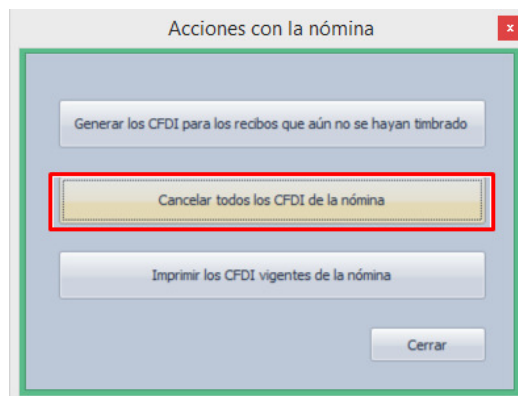 Acciones con la nómina
x
Generar los CFDI para los recibos que aún no se hayan timbrado
Cancelar todos los CFDI de la nómina
Imprimir los CFDI vigentes de la nómina
Cerrar